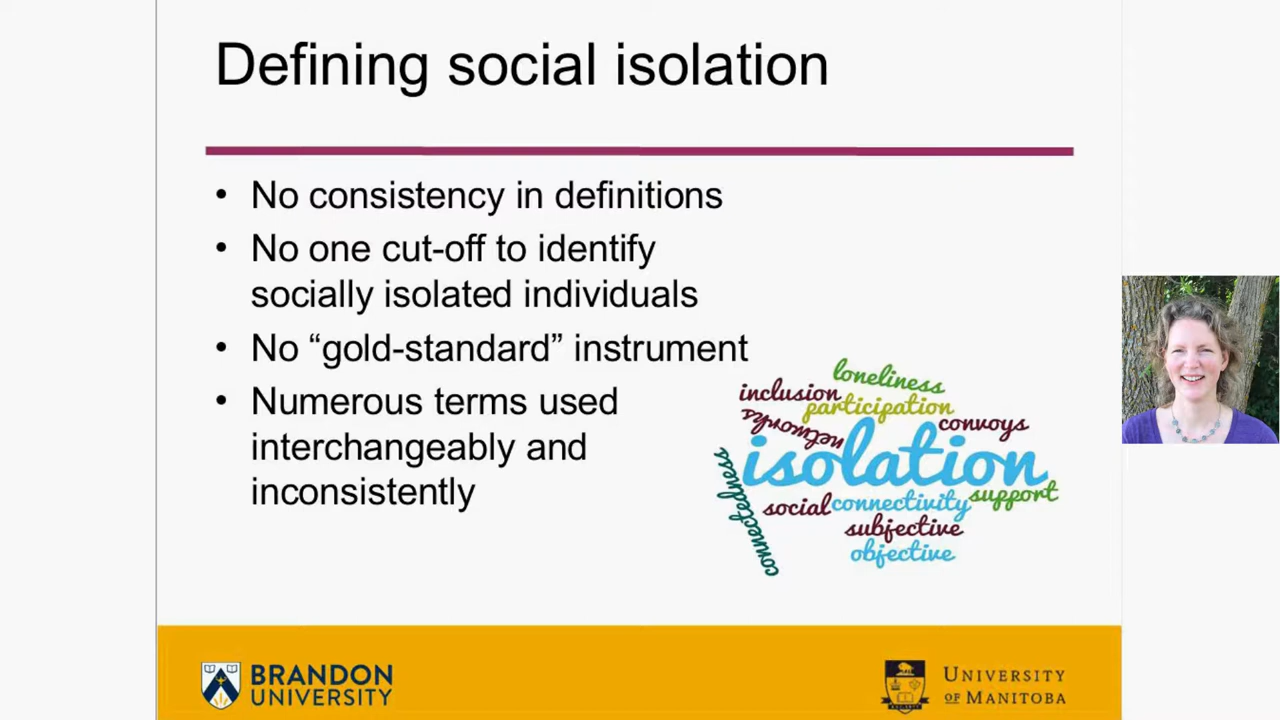 Defining social isolation
• No consistency in definitions
• No one cut-off to identify
socially isolated individuals
• No “gold-standard” instrument
• Numerous terms used
interchangeably and
inconsistently
loneliness
inclusion
participation
networks
convoys
isolation
connectedness
social
connectivity
support
subjective
objective
BRANDON
UNIVERSITY
UNIVERSITY
OF MANITOBA